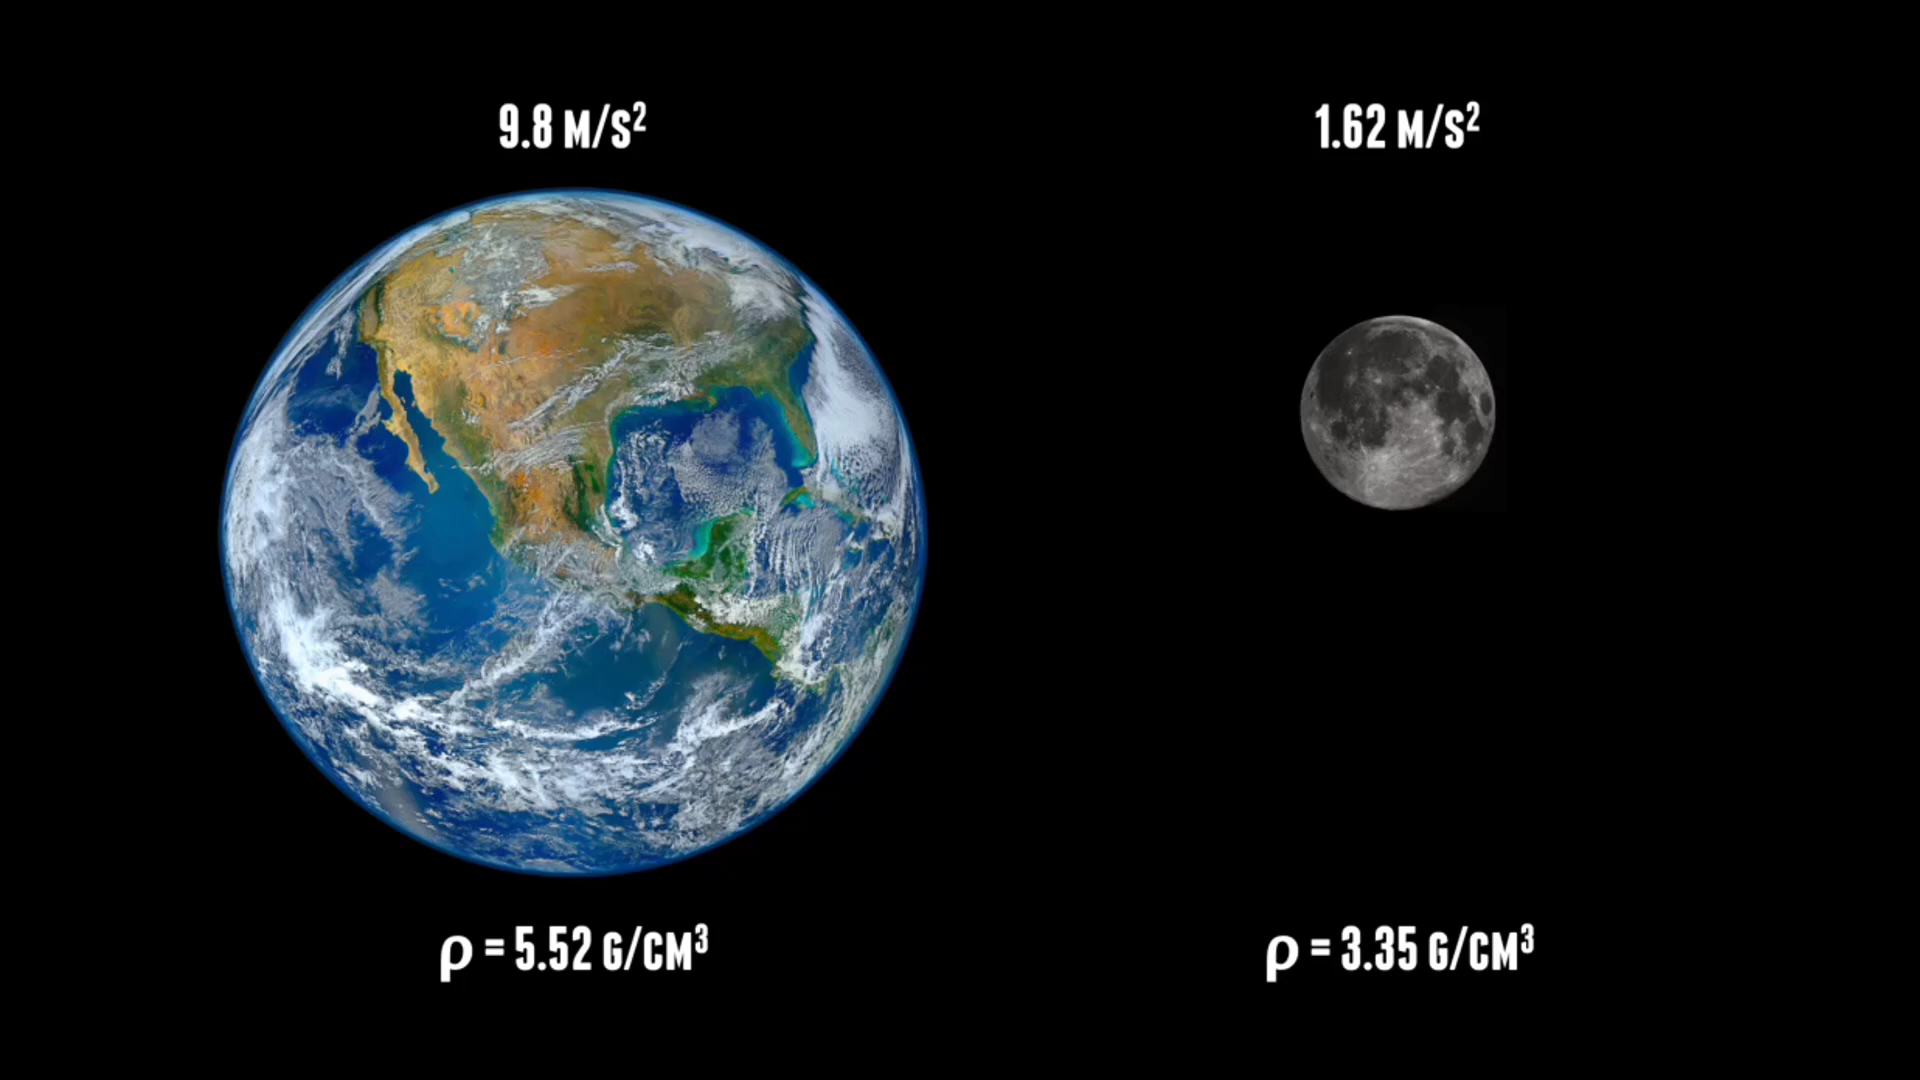 9.8 M/S²
1.62 M/S²
ρ = 5.52 G/CM³
ρ = 3.35 G/CM³